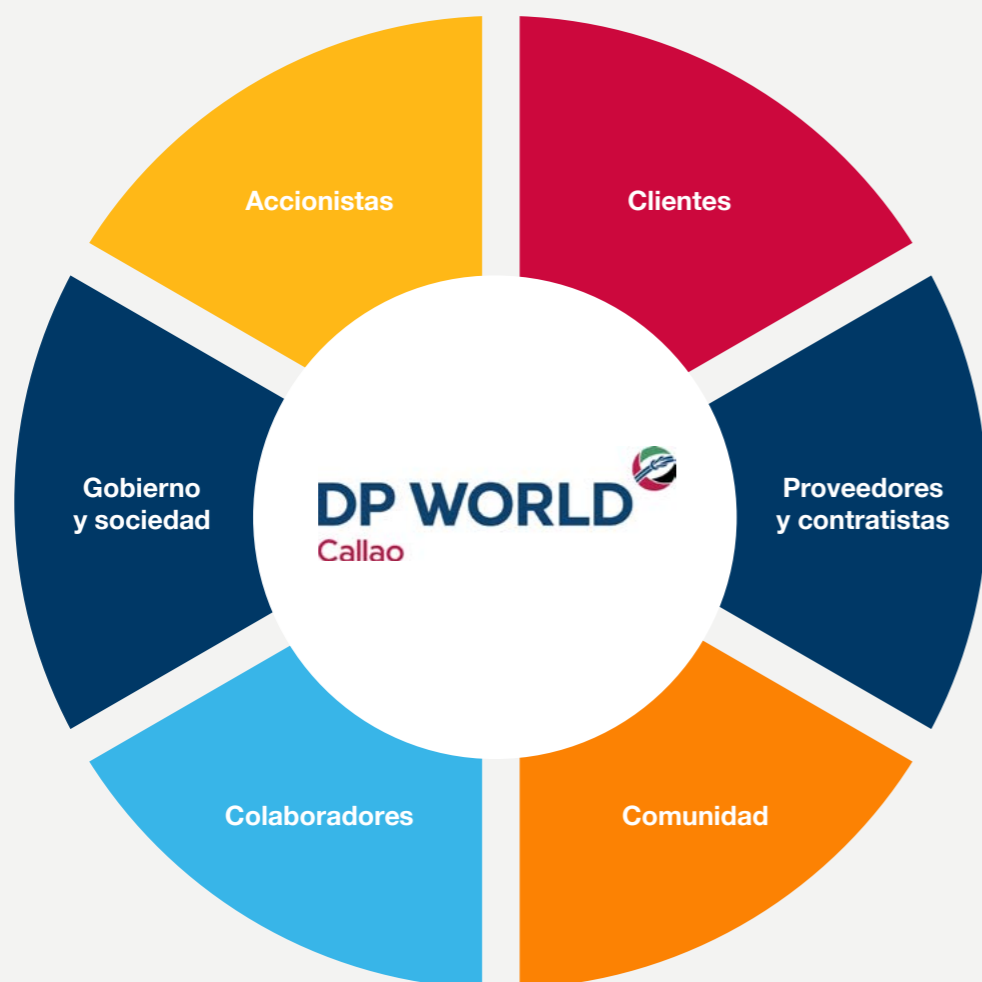 Accionistas
Clientes
Gobierno
y sociedad
DP WORLD
Callao
Proveedores
y contratistas
Colaboradores
Comunidad